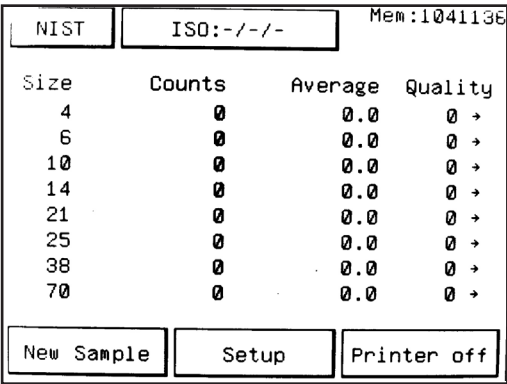 NIST ISO:-/-/- Mem:1041136
Size Counts Average Quality
4 0 0.0 0 →
6 0 0.0 0 →
10 0 0.0 0 →
14 0 0.0 0 →
21 0 0.0 0 →
25 0 0.0 0 →
38 0 0.0 0 →
70 0 0.0 0 →
New Sample Setup Printer off